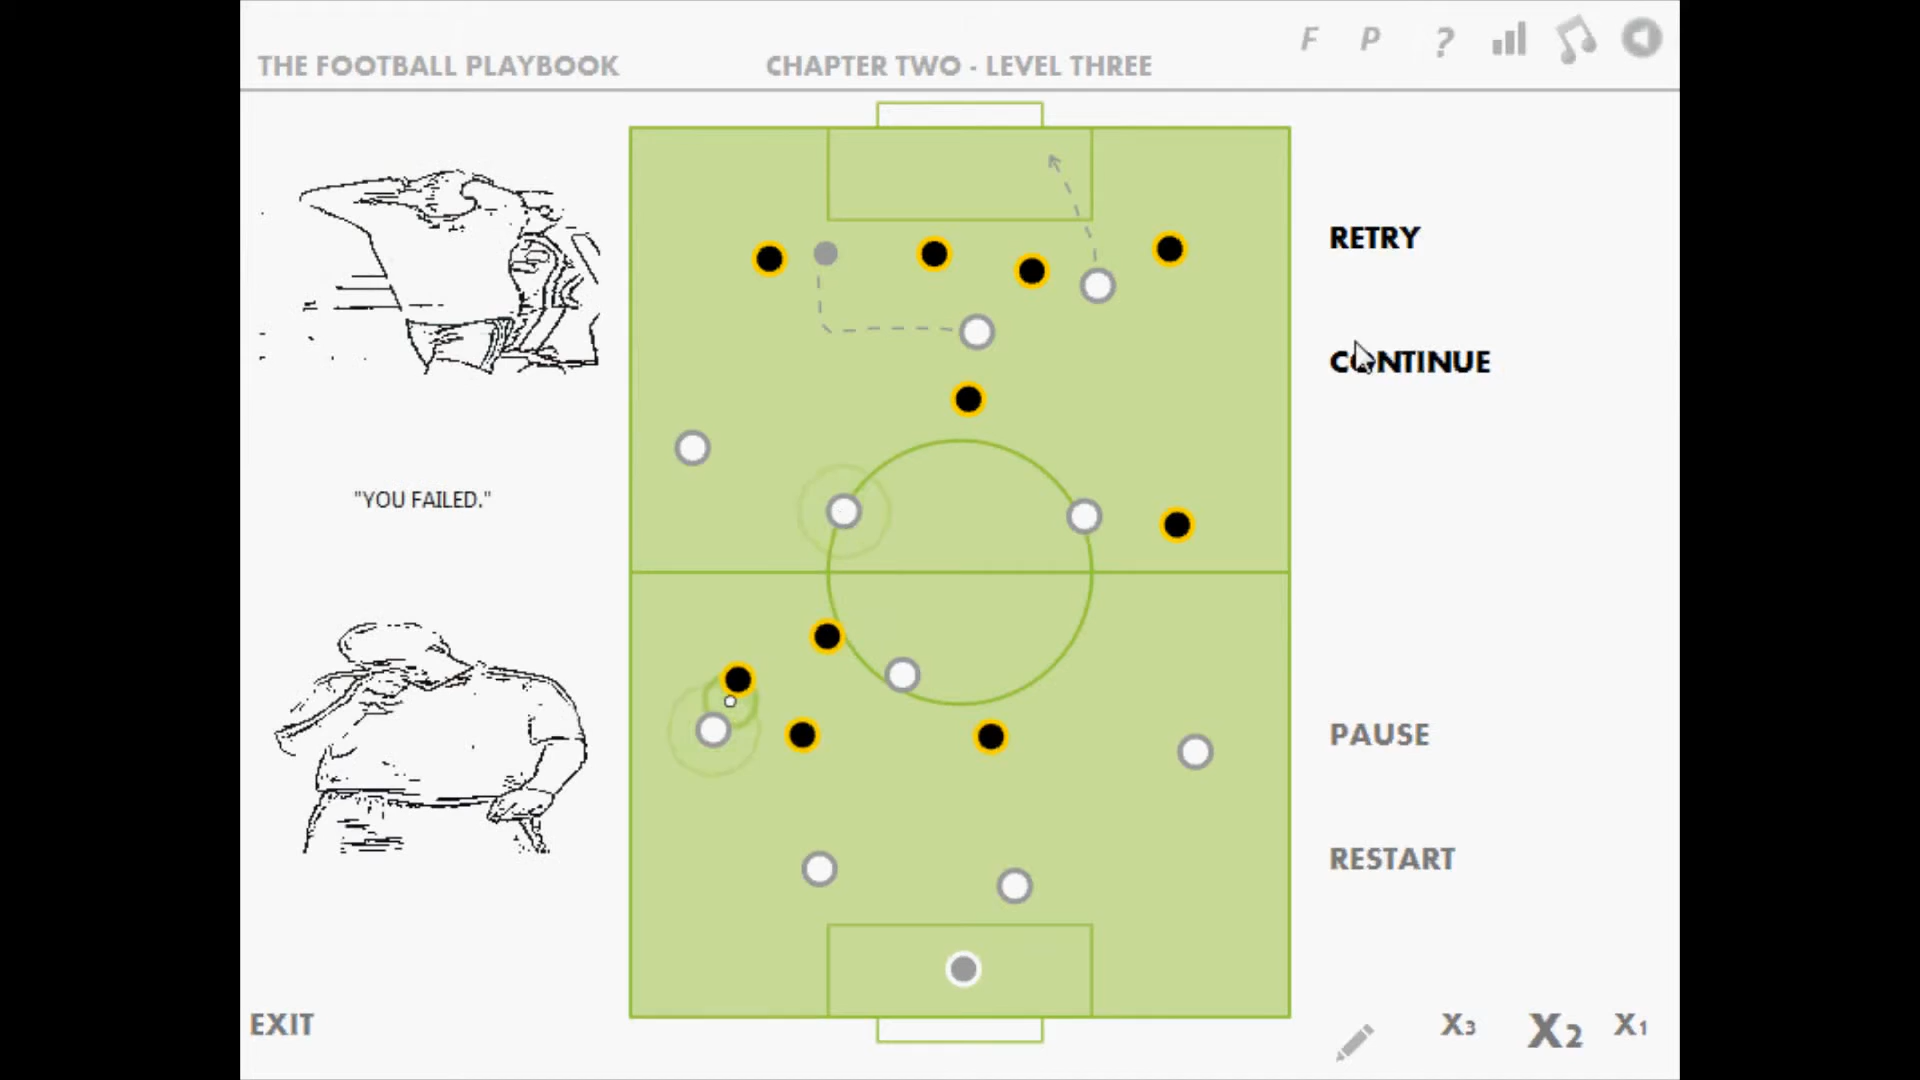 THE FOOTBALL PLAYBOOK
CHAPTER TWO - LEVEL THREE
F P ?
RETRY
CONTINUE
"YOU FAILED."
PAUSE
RESTART
EXIT
X3 X2 X1